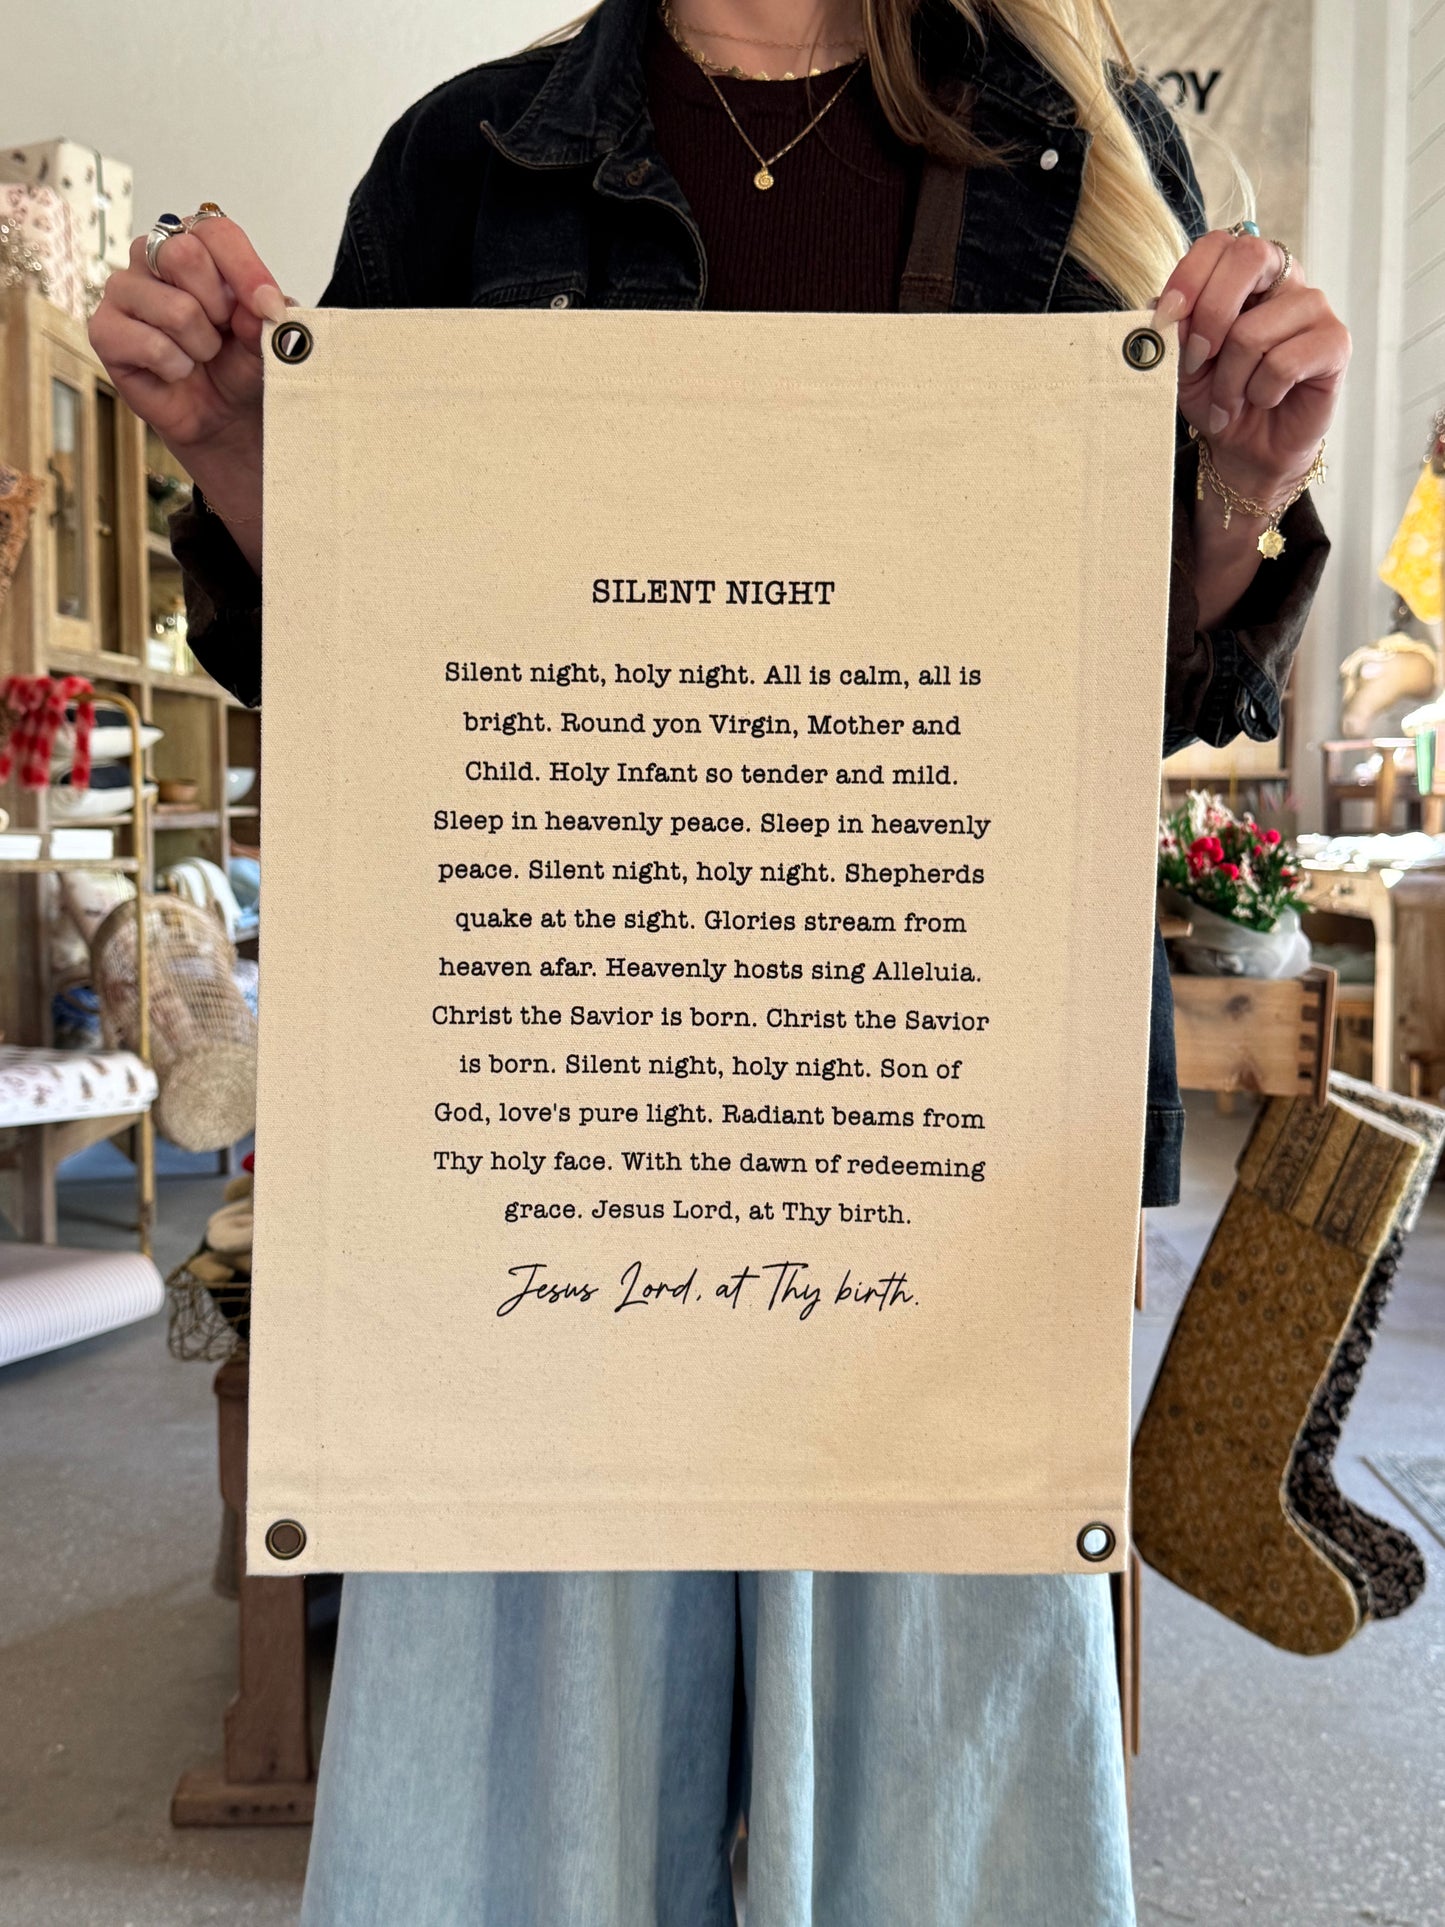 OY
SILENT NIGHT
Silent night, holy night. All is calm, all is
bright. Round yon Virgin, Mother and
Child. Holy Infant so tender and mild.
Sleep in heavenly peace. Sleep in heavenly
peace. Silent night, holy night. Shepherds
quake at the sight. Glories stream from
heaven afar. Heavenly hosts sing Alleluia.
Christ the Savior is born. Christ the Savior
is born. Silent night, holy night. Son of
God, love's pure light. Radiant beams from
Thy holy face. With the dawn of redeeming
grace. Jesus Lord, at Thy birth.
Jesus Lord, at Thy birth.